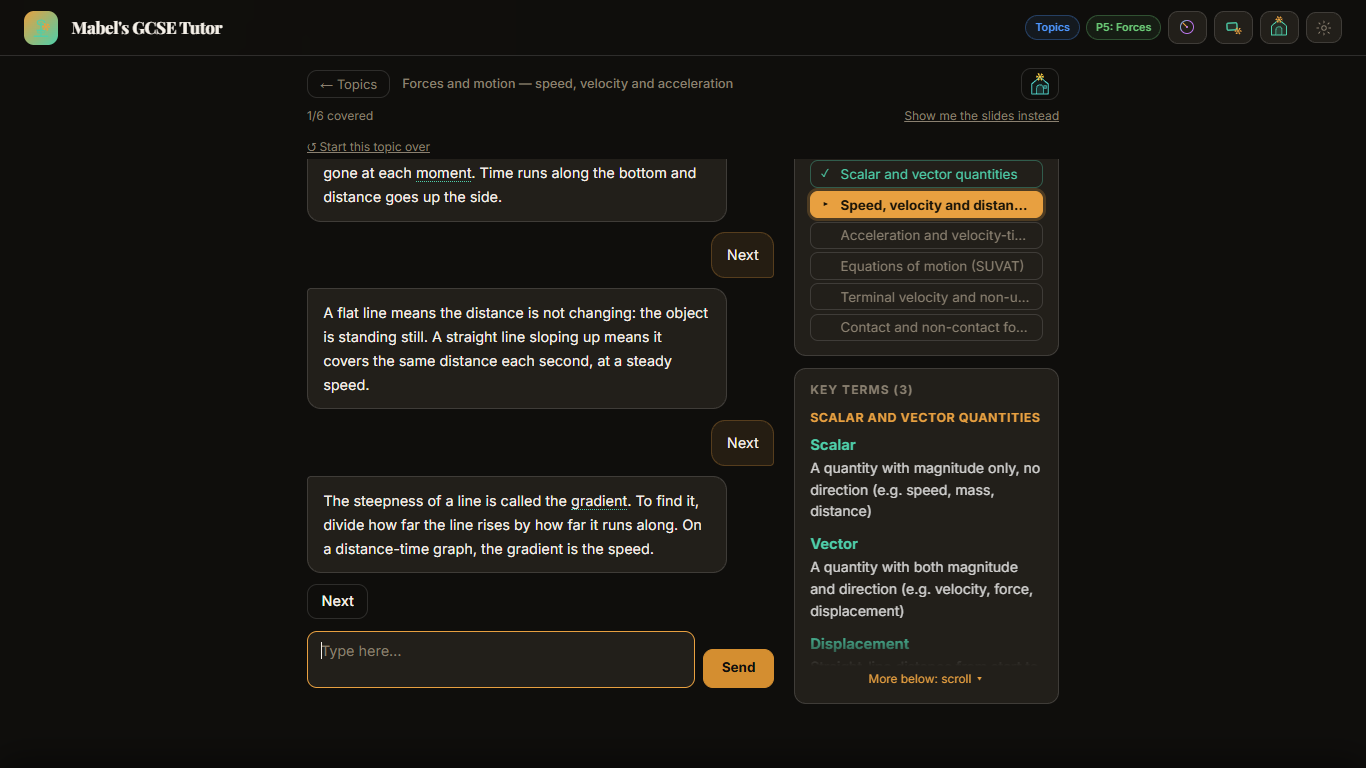 Mabel's GCSE Tutor
Topics
P5: Forces
← Topics
Forces and motion — speed, velocity and acceleration
1/6 covered
Show me the slides instead
↺ Start this topic over
gone at each moment. Time runs along the bottom and
distance goes up the side.
Next
A flat line means the distance is not changing: the object
is standing still. A straight line sloping up means it
covers the same distance each second, at a steady
speed.
Next
The steepness of a line is called the gradient. To find it,
divide how far the line rises by how far it runs along. On
a distance-time graph, the gradient is the speed.
Next
Type here...
Send
✓ Scalar and vector quantities
▸ Speed, velocity and distan...
Acceleration and velocity-ti...
Equations of motion (SUVAT)
Terminal velocity and non-u...
Contact and non-contact fo...
KEY TERMS (3)
SCALAR AND VECTOR QUANTITIES
Scalar
A quantity with magnitude only, no
direction (e.g. speed, mass,
distance)
Vector
A quantity with both magnitude
and direction (e.g. velocity, force,
displacement)
Displacement
More below: scroll ▾